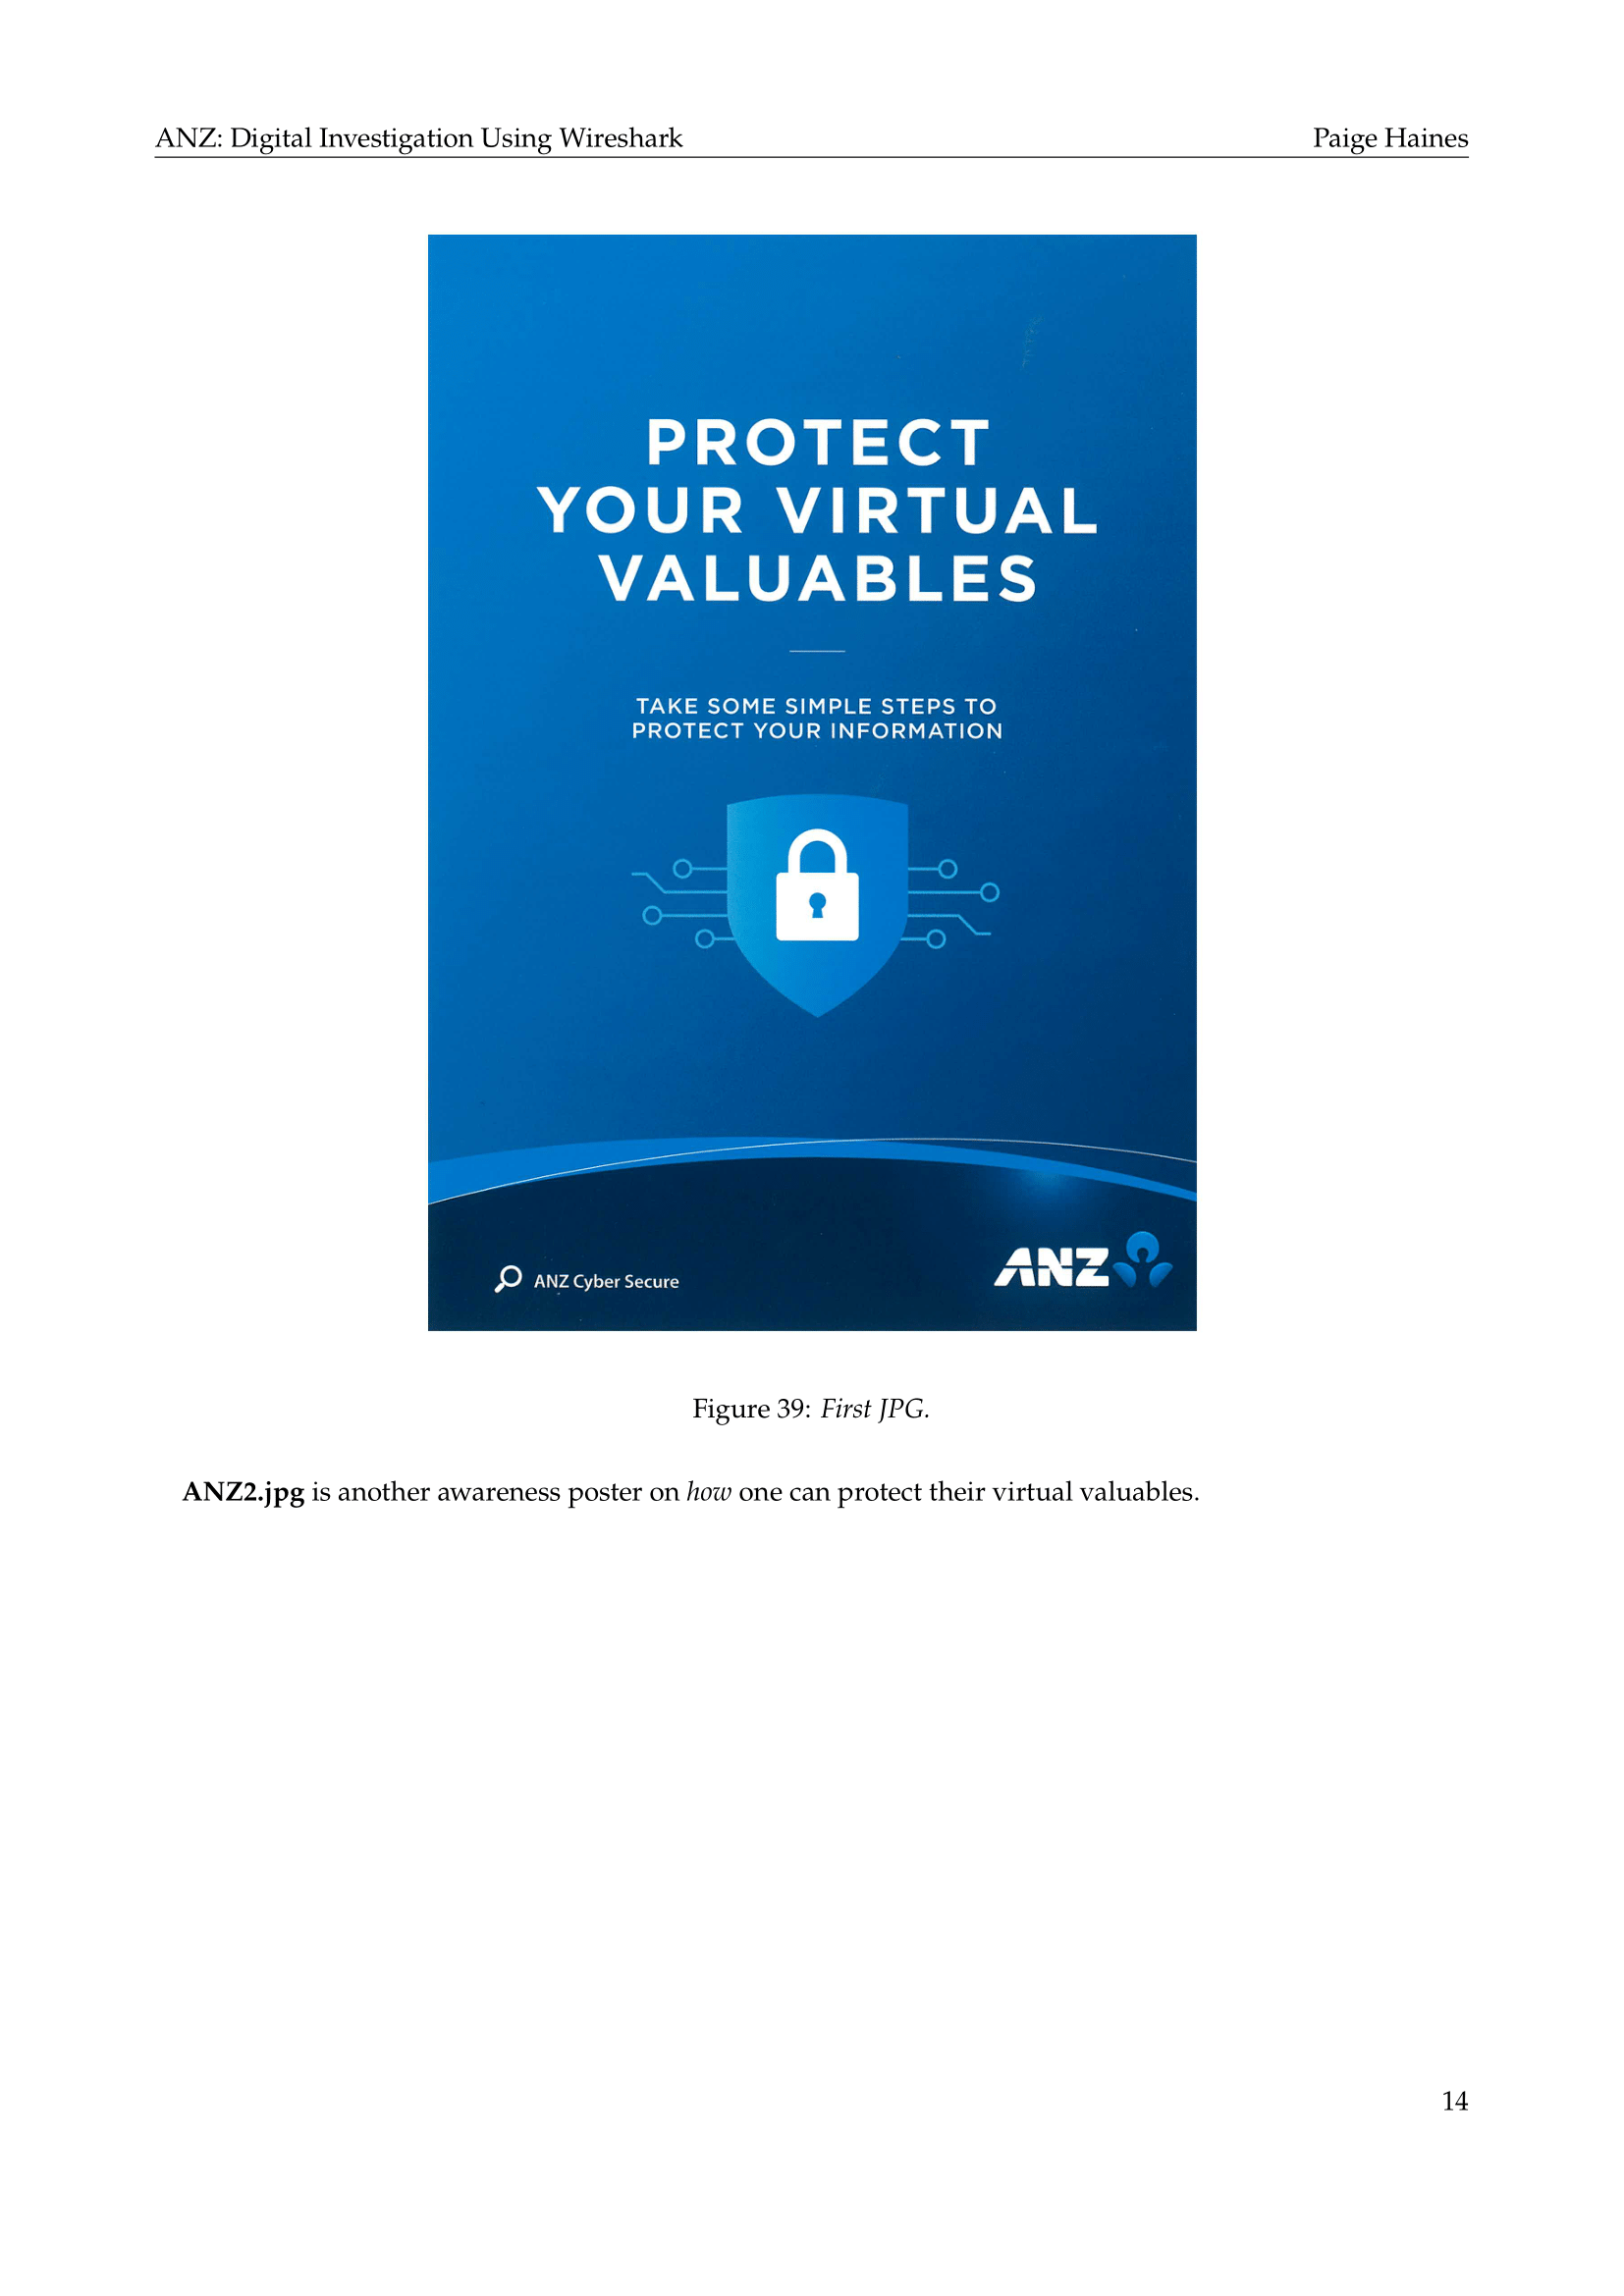 ANZ: Digital Investigation Using Wireshark
Paige Haines
PROTECT
YOUR VIRTUAL
VALUABLES
TAKE SOME SIMPLE STEPS TO
PROTECT YOUR INFORMATION
ANZ Cyber Secure
ANZ
Figure 39: First JPG.
ANZ2.jpg is another awareness poster on how one can protect their virtual valuables.
14